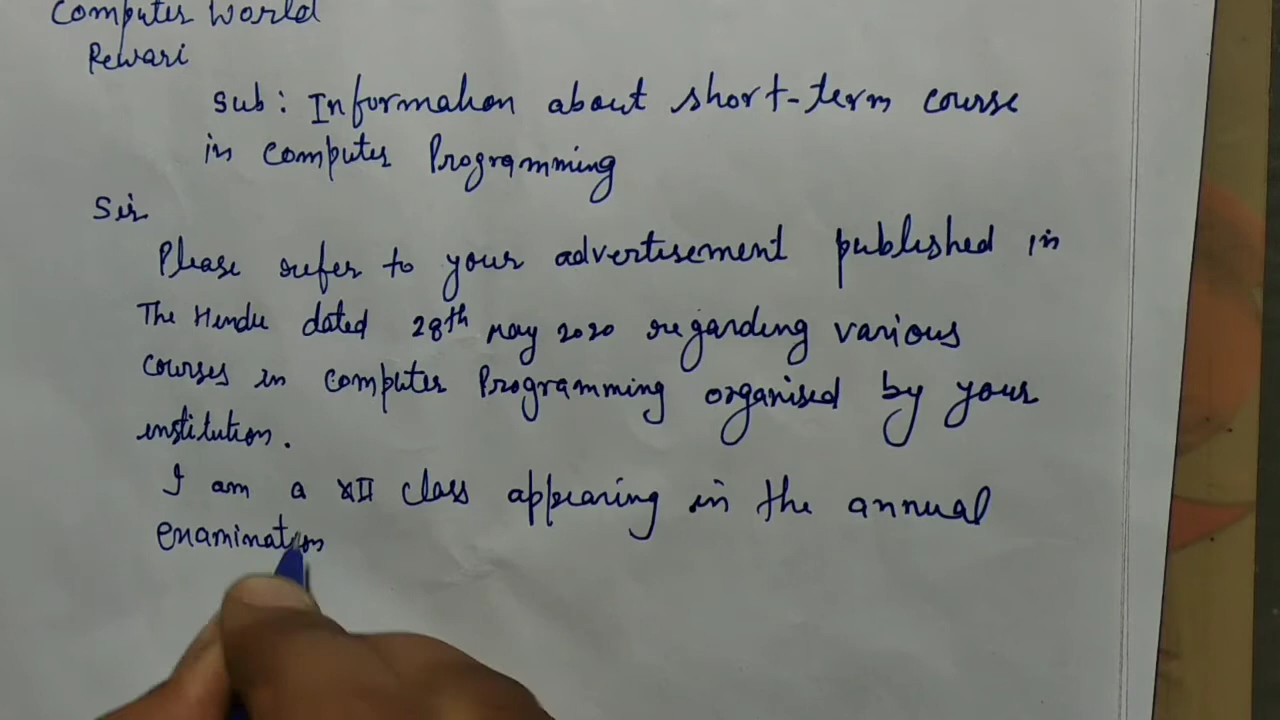 Computer World
Rewari
Sub: Information about short-term course
in Computer Programming
Sir
Please refer to your advertisement published in
The Hindu dated 28th May 2020 regarding various
courses in Computer Programming organised by your
institution.
I am a XII class appearing in the annual
examination